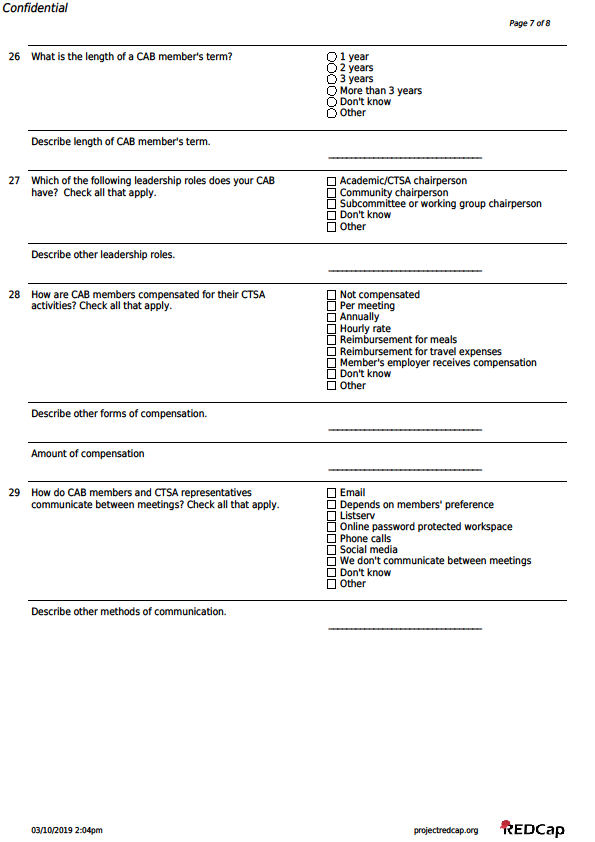 Confidential
Page 7 of 8
26 What is the length of a CAB member's term?
1 year
2 years
3 years
More than 3 years
Don't know
Other
Describe length of CAB member's term.
27 Which of the following leadership roles does your CAB
have?  Check all that apply.
Academic/CTSA chairperson
Community chairperson
Subcommittee or working group chairperson
Don't know
Other
Describe other leadership roles.
28 How are CAB members compensated for their CTSA
activities? Check all that apply.
Not compensated
Per meeting
Annually
Hourly rate
Reimbursement for meals
Reimbursement for travel expenses
Member's employer receives compensation
Don't know
Other
Describe other forms of compensation.
Amount of compensation
29 How do CAB members and CTSA representatives
communicate between meetings? Check all that apply.
Email
Depends on members' preference
Listserv
Online password protected workspace
Phone calls
Social media
We don't communicate between meetings
Don't know
Other
Describe other methods of communication.
03/10/2019 2:04pm
projectredcap.org
REDCap